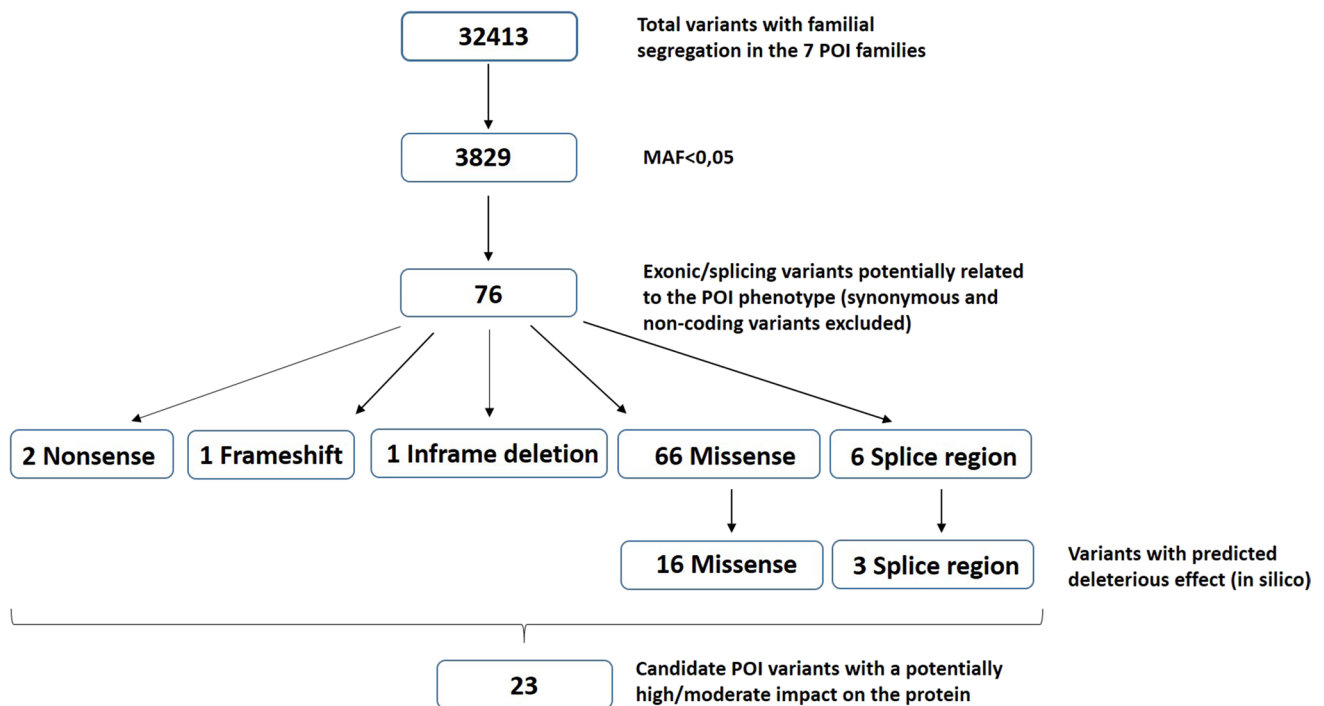 32413
Total variants with familial
segregation in the 7 POI families
3829
MAF<0,05
76
Exonic/splicing variants potentially related
to the POI phenotype (synonymous and
non-coding variants excluded)
2 Nonsense
1 Frameshift
1 Inframe deletion
66 Missense
6 Splice region
16 Missense
3 Splice region
Variants with predicted
deleterious effect (in silico)
23
Candidate POI variants with a potentially
high/moderate impact on the protein